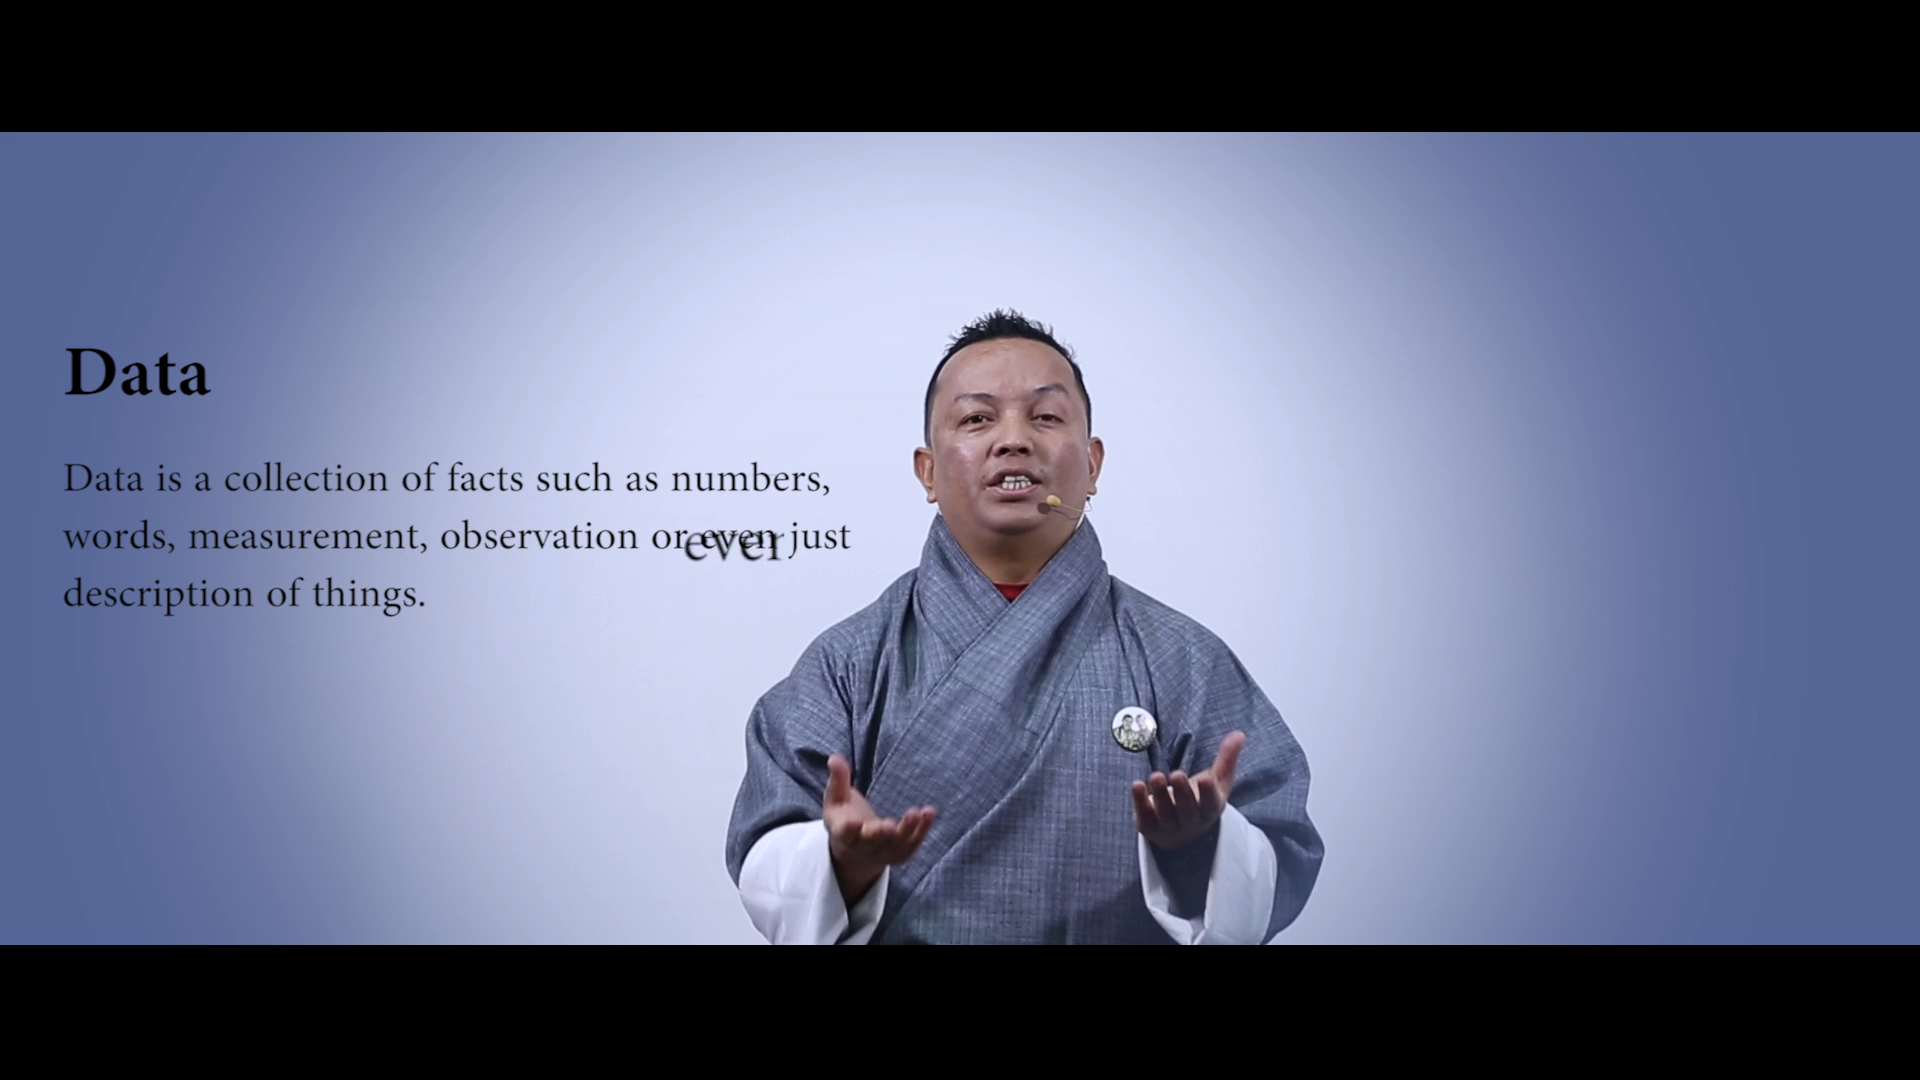 Data
Data is a collection of facts such as numbers,
words, measurement, observation or even just
description of things.